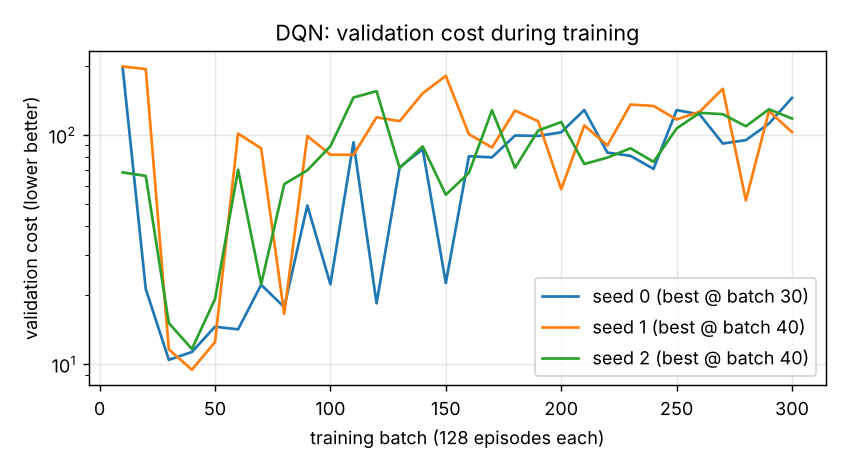 DQN: validation cost during training
validation cost (lower better)
10²
10¹
0 50 100 150 200 250 300
training batch (128 episodes each)
seed 0 (best @ batch 30)
seed 1 (best @ batch 40)
seed 2 (best @ batch 40)